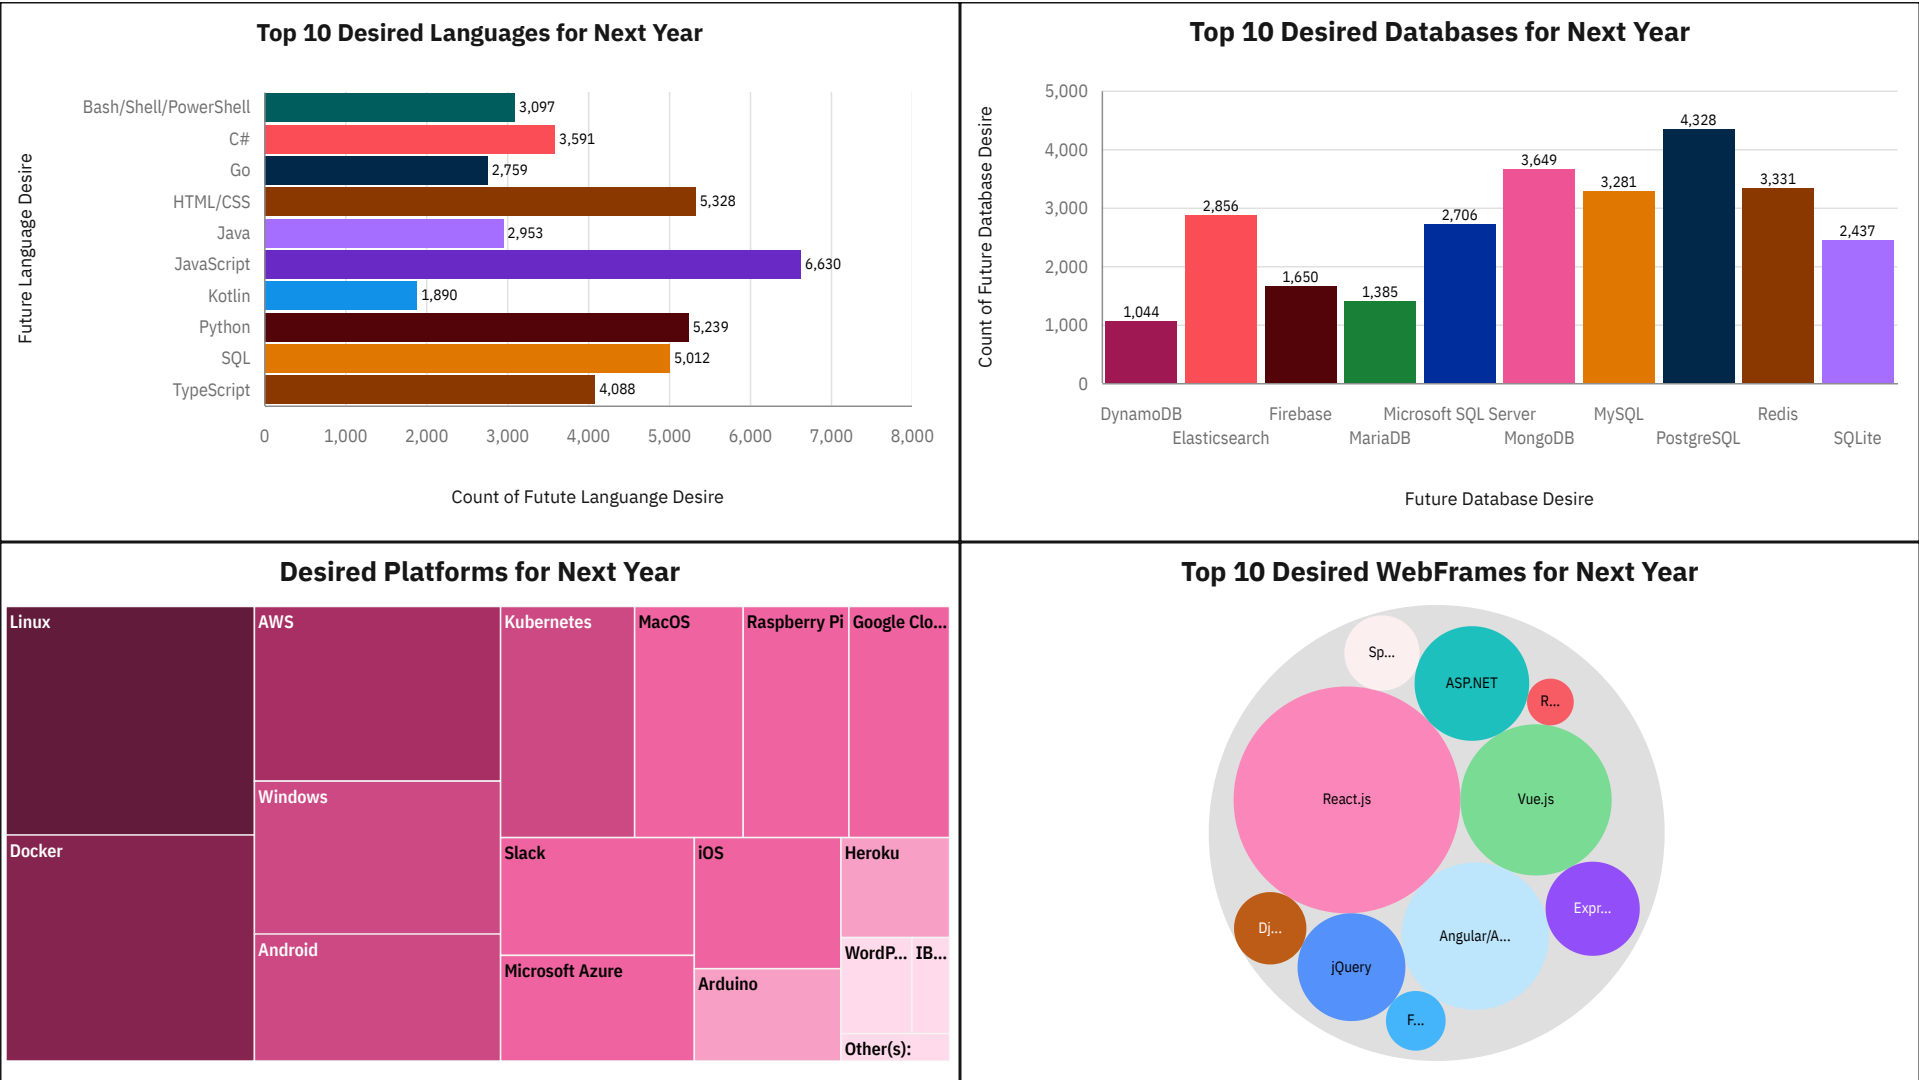 Top 10 Desired Languages for Next Year
Future Language Desire
Bash/Shell/PowerShell
3,097
C#
3,591
Go
2,759
HTML/CSS
5,328
Java
2,953
JavaScript
6,630
Kotlin
1,890
Python
5,239
SQL
5,012
TypeScript
4,088
0 1,000 2,000 3,000 4,000 5,000 6,000 7,000 8,000
Count of Futute Languange Desire
Top 10 Desired Databases for Next Year
Count of Future Database Desire
5,000
4,000
3,000
2,000
1,000
0
1,044
2,856
1,650
1,385
2,706
3,649
3,281
4,328
3,331
2,437
DynamoDB
Elasticsearch
Firebase
MariaDB
Microsoft SQL Server
MongoDB
MySQL
PostgreSQL
Redis
SQLite
Future Database Desire
Desired Platforms for Next Year
Linux
Docker
AWS
Windows
Android
Kubernetes
MacOS
Raspberry Pi
Google Clo...
Slack
Microsoft Azure
iOS
Arduino
Heroku
WordP...
IB...
Other(s):
Top 10 Desired WebFrames for Next Year
Sp...
ASP.NET
R...
React.js
Vue.js
Expr...
Angular/A...
Dj...
jQuery
F...